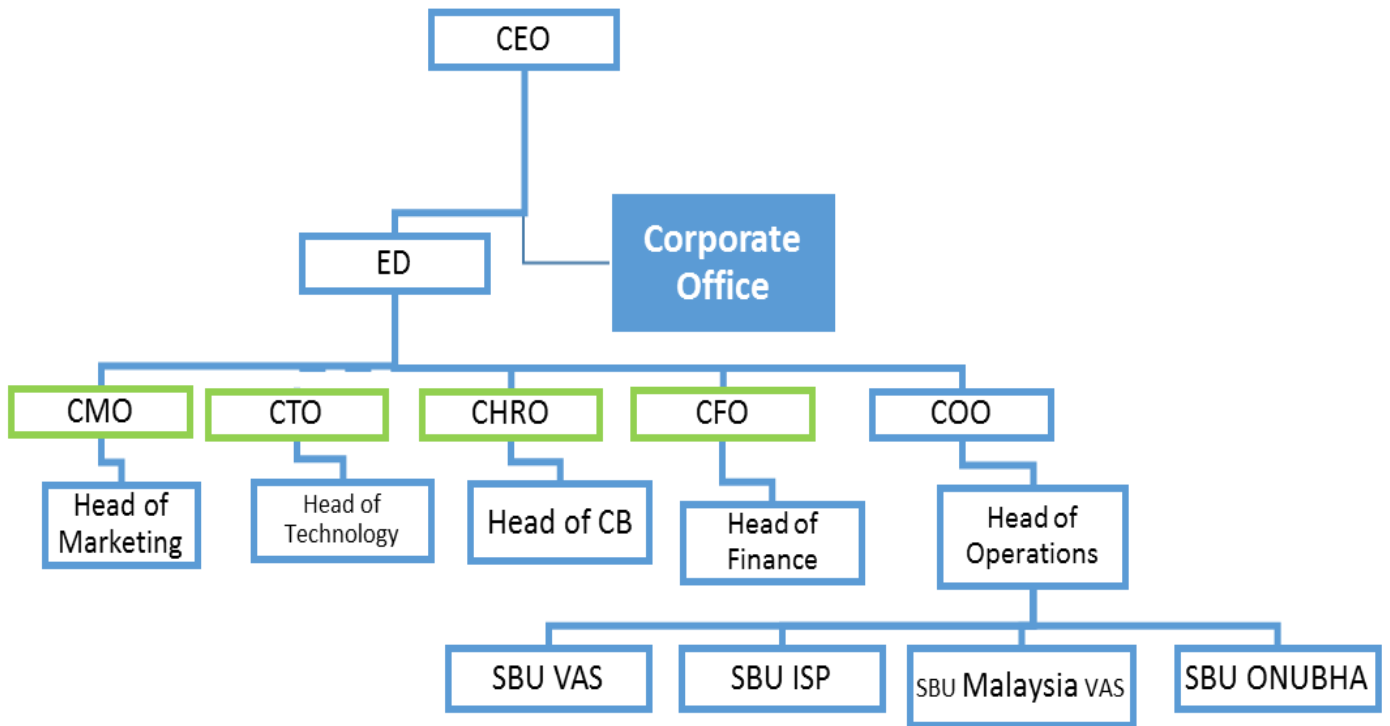 CEO
Corporate
Office
ED
CMO
CTO
CHRO
CFO
COO
Head of
Marketing
Head of
Technology
Head of CB
Head of
Finance
Head of
Operations
SBU VAS
SBU ISP
SBU Malaysia VAS
SBU ONUBHA